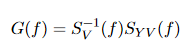 G(f) = S_V^{-1}(f)S_{YV}(f)